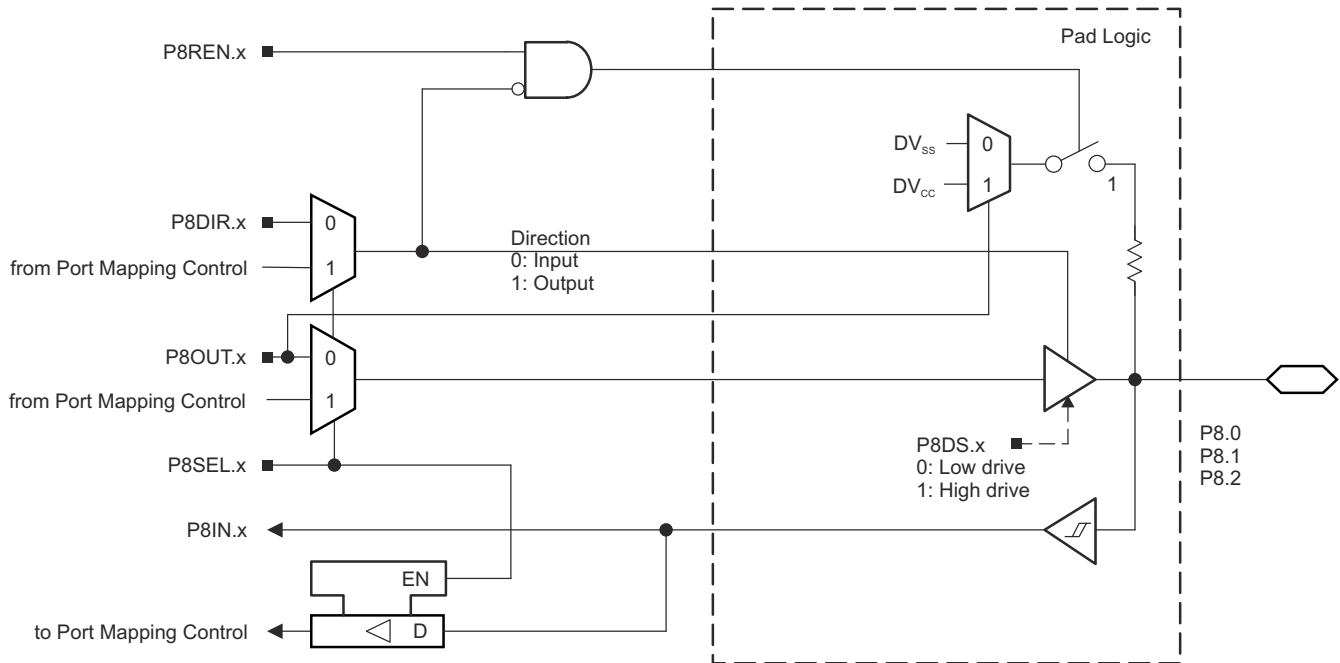 Pad Logic
P8REN.x
DVSS
0
DVCC
1
1
P8DIR.x
0
Direction
0: Input
1: Output
from Port Mapping Control
1
P8OUT.x
0
from Port Mapping Control
1
P8DS.x
0: Low drive
1: High drive
P8.0
P8.1
P8.2
P8SEL.x
P8IN.x
EN
to Port Mapping Control
D